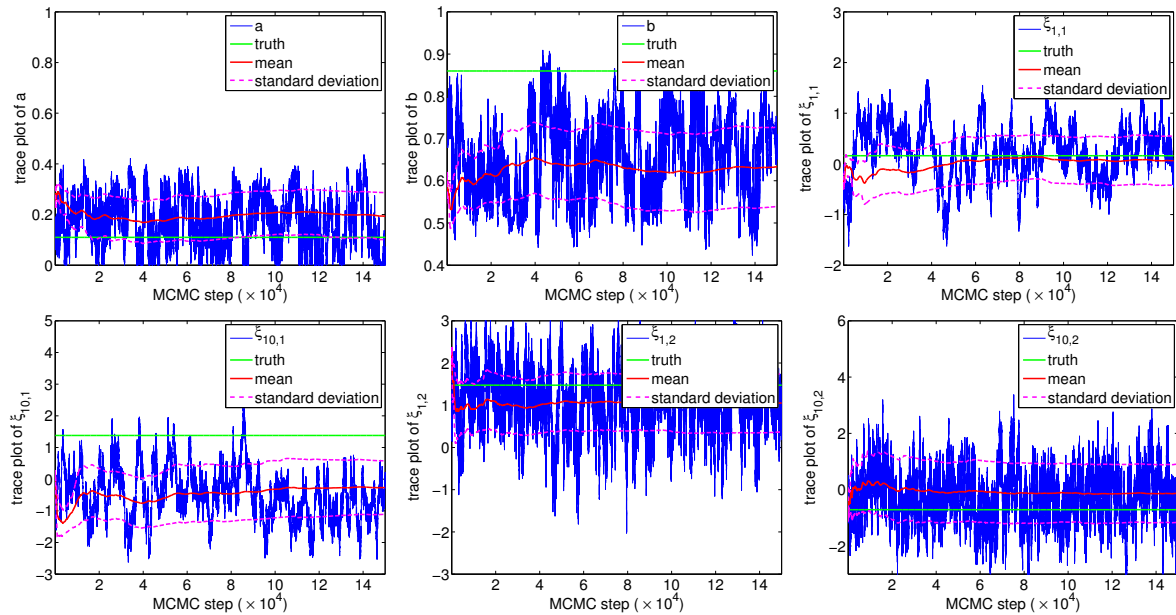 a
truth
mean
standard deviation
trace plot of a
1
0.8
0.6
0.4
0.2
0
2 4 6 8 10 12 14
MCMC step (× 10⁴)
b
truth
mean
standard deviation
trace plot of b
1
0.9
0.8
0.7
0.6
0.5
0.4
2 4 6 8 10 12 14
MCMC step (× 10⁴)
ξ₁,₁
truth
mean
standard deviation
trace plot of ξ₁,₁
3
2
1
0
−1
−2
2 4 6 8 10 12 14
MCMC step (× 10⁴)
ξ₁₀,₁
truth
mean
standard deviation
trace plot of ξ₁₀,₁
5
4
3
2
1
0
−1
−2
−3
2 4 6 8 10 12 14
MCMC step (× 10⁴)
ξ₁,₂
truth
mean
standard deviation
trace plot of ξ₁,₂
3
2
1
0
−1
−2
−3
2 4 6 8 10 12 14
MCMC step (× 10⁴)
ξ₁₀,₂
truth
mean
standard deviation
trace plot of ξ₁₀,₂
6
4
2
0
−2
2 4 6 8 10 12 14
MCMC step (× 10⁴)